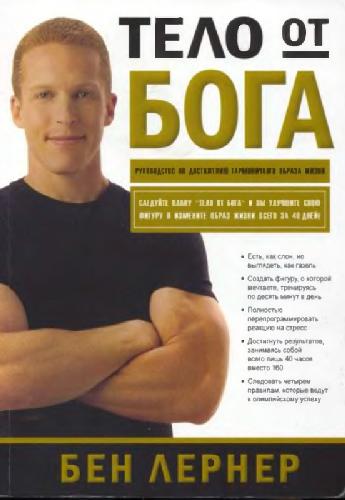 ТЕЛО ОТ
БОГА
РУКОВОДСТВО ПО ДОСТИЖЕНИЮ ГАРМОНИЧНОГО ОБРАЗА ЖИЗНИ
СЛЕДУЙТЕ ПЛАНУ "ТЕЛО ОТ БОГА" И ВЫ УЛУЧШИТЕ СВОЮ
ФИГУРУ И ИЗМЕНИТЕ ОБРАЗ ЖИЗНИ ВСЕГО ЗА 40 ДНЕЙ!
• Есть, как слон, но
выглядеть, как газель
• Создать фигуру, о которой
мечтаете, тренируясь
по десять минут в день
• Полностью
перепрограммировать
реакцию на стресс
• Достигнуть результатов,
занимаясь собой
всего лишь 40 часов
вместо 160
• Следовать четырем
правилам, которые ведут
к олимпийскому успеху
БЕН ЛЕРНЕР